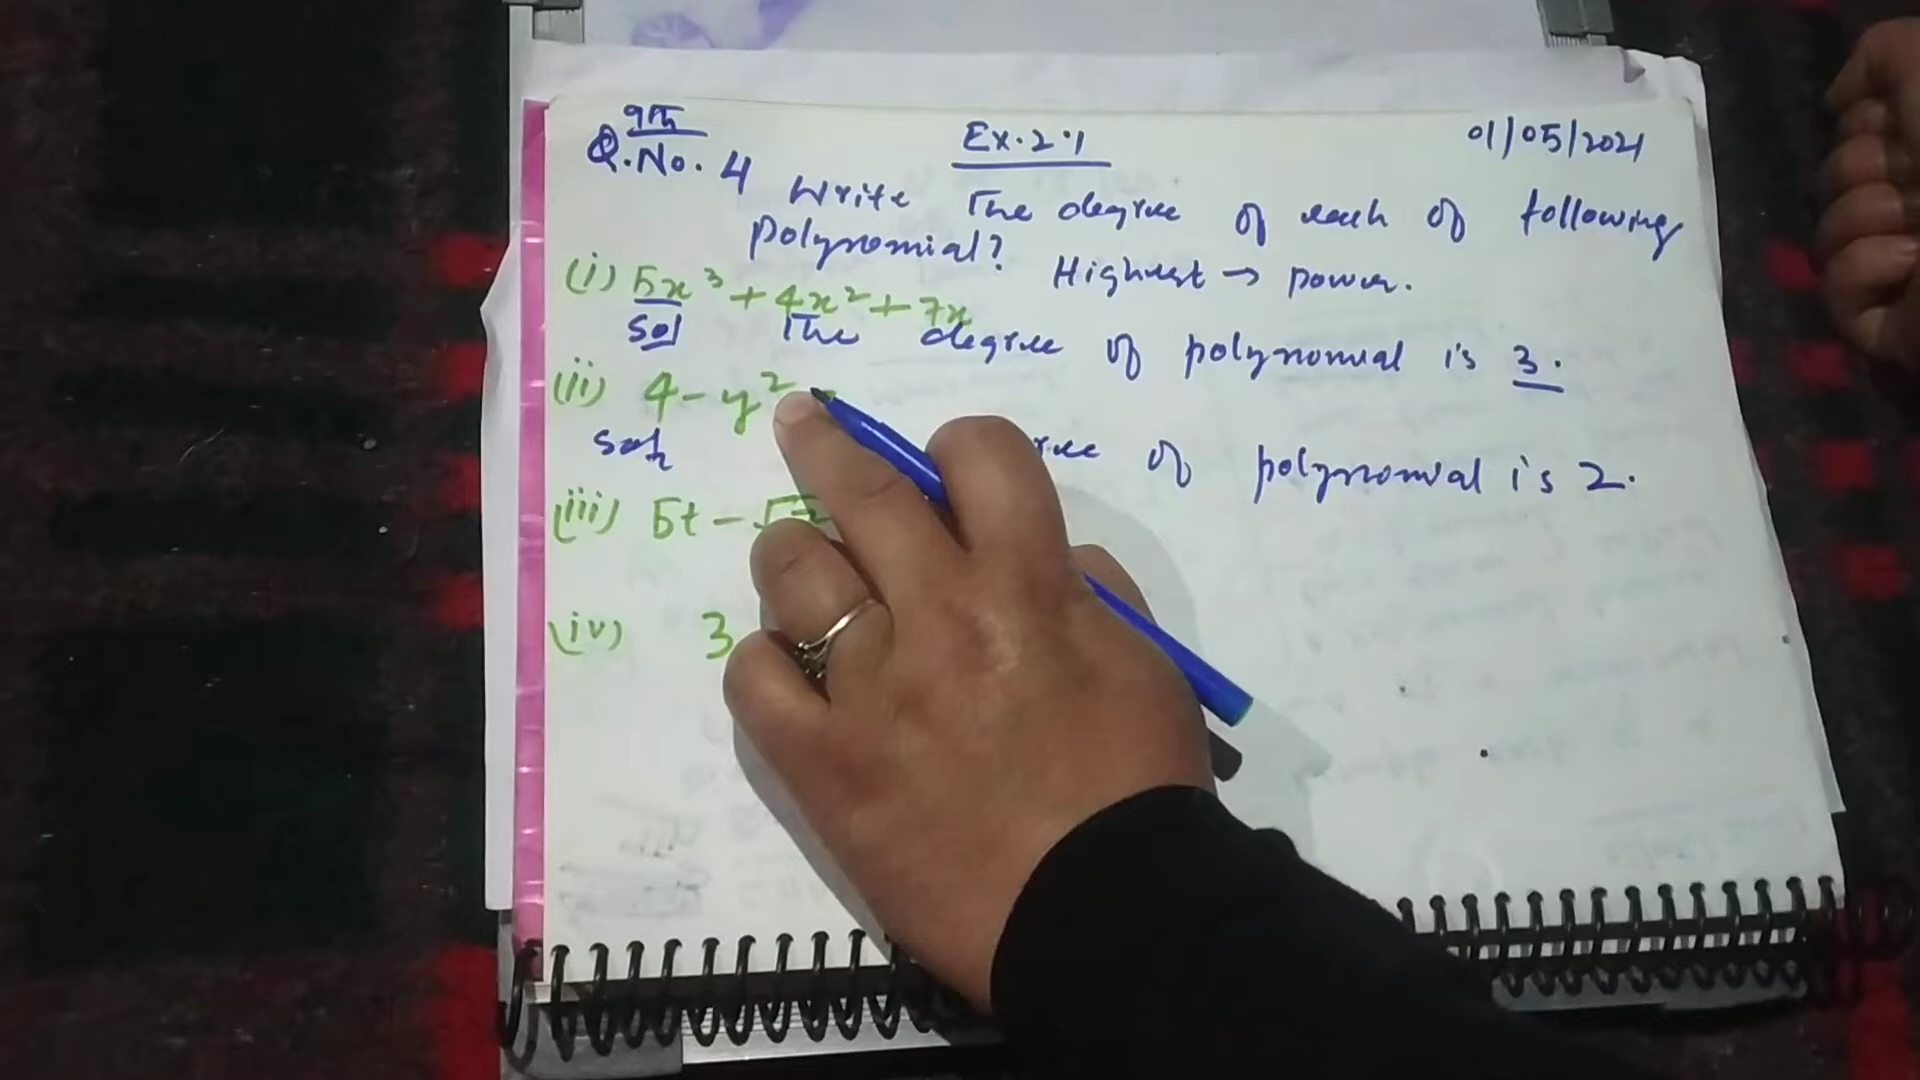 9th Ex.2.1 01/05/2021
Q.No. 4 Write The degree of each of following
polynomial? Highest → power.
(i) 5x³ + 4x² + 7x
Sol The degree of polynomial is 3.
(ii) 4 - y²
Sol of polynomial is 2.
(iii) 5t - √
(iv) 3